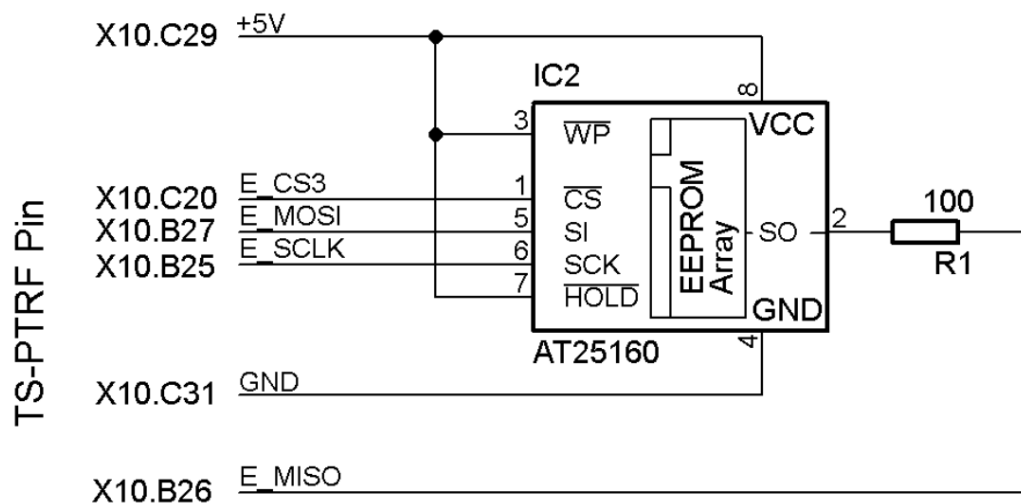 X10.C29 +5V
IC2
8
3 WP VCC
X10.C20 E_CS3 1 CS
X10.B27 E_MOSI 5 SI
X10.B25 E_SCLK 6 SCK
7 HOLD
EEPROM
Array
SO 2 100
R1
GND
AT25160 4
X10.C31 GND
X10.B26 E_MISO
TS-PTRF Pin